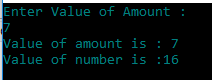 Enter Value of Amount :
7
Value of amount is : 7
Value of number is :16